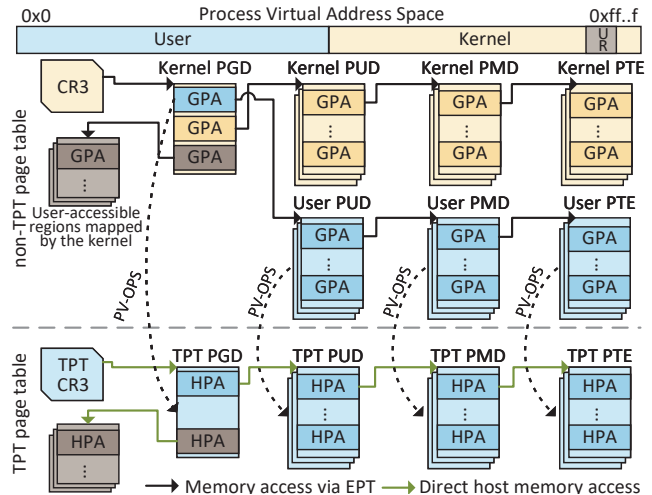 0x0 Process Virtual Address Space 0xff..f
User Kernel UR
Kernel PGD Kernel PUD Kernel PMD Kernel PTE
CR3
GPA GPA GPA GPA
GPA
GPA
⋮ ⋮ ⋮
GPA GPA GPA GPA
GPA
⋮
User-accessible
regions mapped
by the kernel
non-TPT page table
User PUD User PMD User PTE
GPA GPA GPA
⋮ ⋮ ⋮
GPA GPA GPA
PV-OPS PV-OPS PV-OPS PV-OPS
TPT PGD TPT PUD TPT PMD TPT PTE
TPT
CR3
HPA HPA HPA HPA
⋮ ⋮ ⋮
HPA HPA HPA HPA
HPA
⋮
TPT page table
Memory access via EPT Direct host memory access